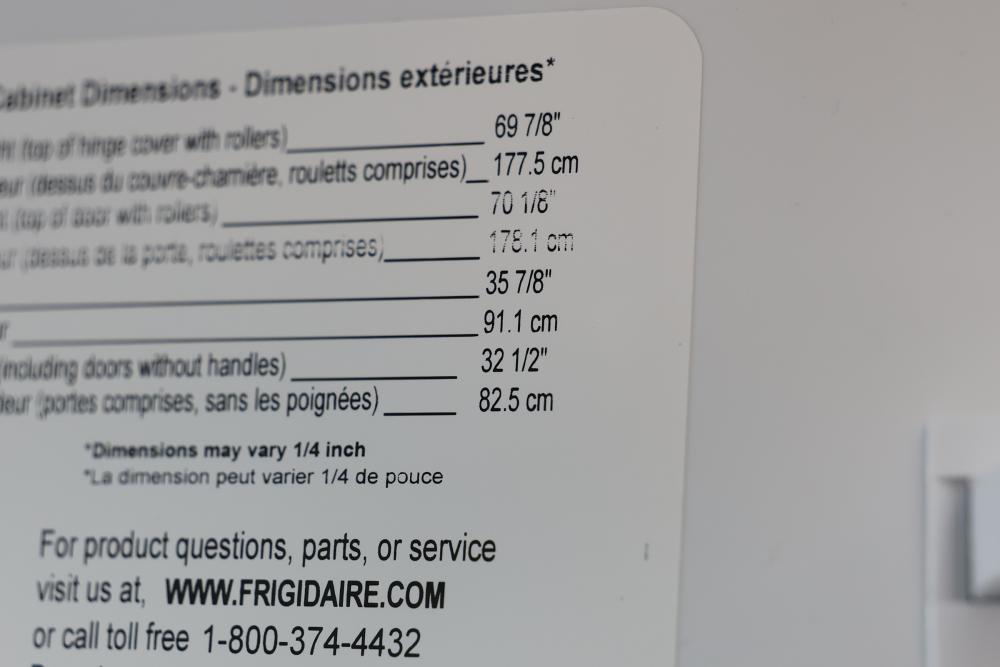 Cabinet Dimensions - Dimensions extérieures*
(top of hinge cover with rollers) 69 7/8"
(dessus du couvre-charnière, rouletts comprises) 177.5 cm
(top of door with rollers) 70 1/8"
(dessus de la porte, roulettes comprises) 178.1 cm
35 7/8"
91.1 cm
(including doors without handles) 32 1/2"
(portes comprises, sans les poignées) 82.5 cm
*Dimensions may vary 1/4 inch
*La dimension peut varier 1/4 de pouce
For product questions, parts, or service
visit us at, WWW.FRIGIDAIRE.COM
or call toll free 1-800-374-4432